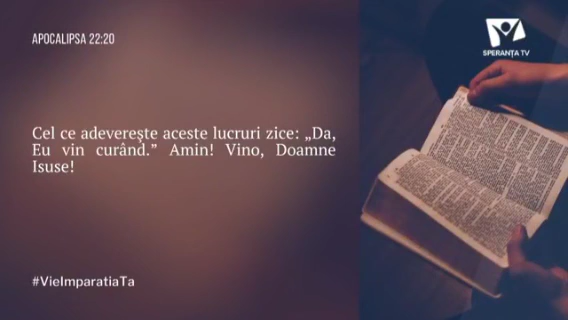 APOCALIPSA 22:20
SPERANȚA TV
Cel ce adevereşte aceste lucruri zice: „Da,
Eu vin curând.” Amin! Vino, Doamne
Isuse!
#VieImparatiaTa